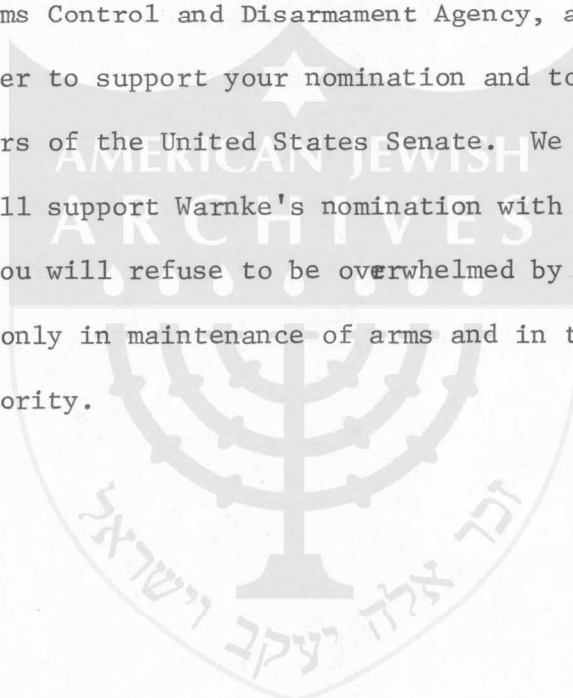 ms Control and Disarmament Agency, a
er to support your nomination and to
rs of the United States Senate. We
ll support Warnke's nomination with
ou will refuse to be overwhelmed by
only in maintenance of arms and in t
ority.
AMERICAN JEWISH
ARCHIVES
זכר אלה יעקב וישראל